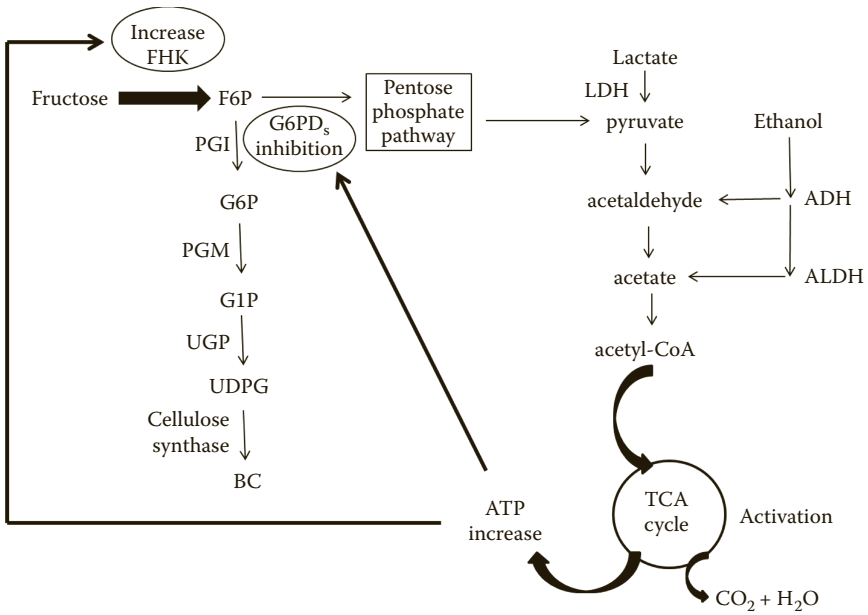 Increase
FHK
Fructose
F6P
G6PDₛ
inhibition
PGI
G6P
PGM
G1P
UGP
UDPG
Cellulose
synthase
BC
Pentose
phosphate
pathway
Lactate
LDH
pyruvate
Ethanol
acetaldehyde
ADH
acetate
ALDH
acetyl-CoA
TCA
cycle
Activation
ATP
increase
CO₂ + H₂O